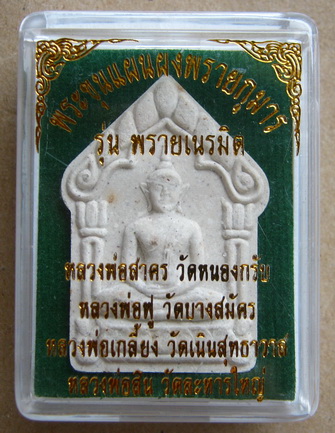 พระขุนแผนผงพรายกุมาร
รุ่น พรายเนรมิต
หลวงพ่อสาคร วัดหนองกรับ
หลวงพ่อฟู วัดบางสมัคร
หลวงพ่อเกลี้ยง วัดเนินสุทธาวาส
หลวงพ่อสิน วัดละหารใหญ่